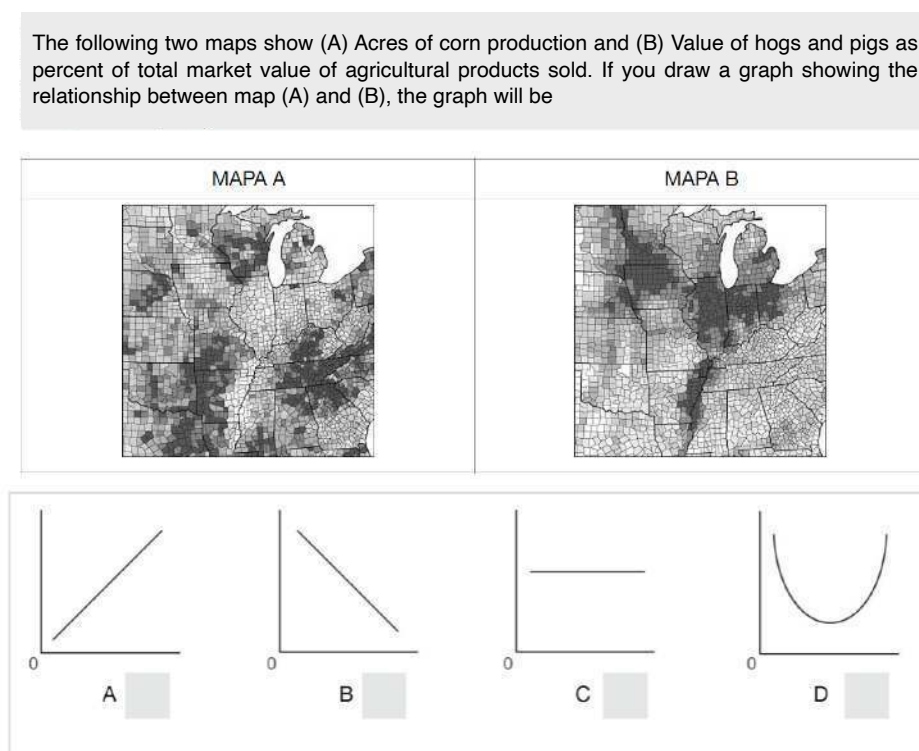 The following two maps show (A) Acres of corn production and (B) Value of hogs and pigs as
percent of total market value of agricultural products sold. If you draw a graph showing the
relationship between map (A) and (B), the graph will be
MAPA A
MAPA B
0
0
0
0
A
B
C
D